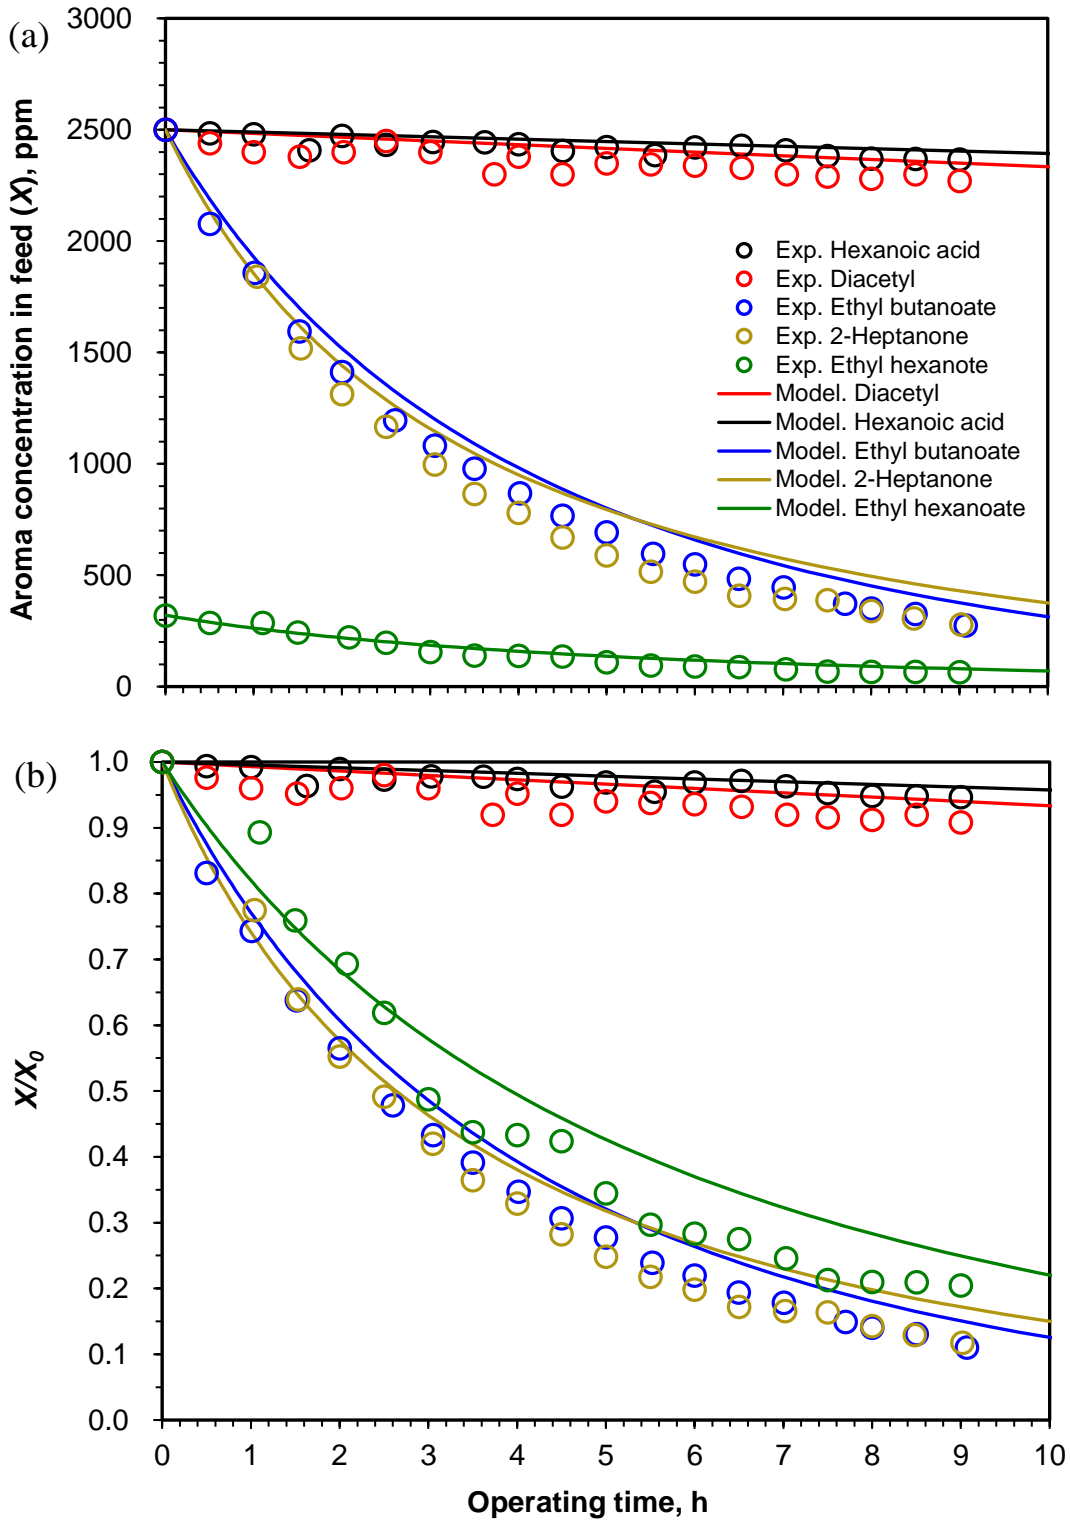 (a)
Aroma concentration in feed (X), ppm
3000
2500
2000
1500
1000
500
0
Exp. Hexanoic acid
Exp. Diacetyl
Exp. Ethyl butanoate
Exp. 2-Heptanone
Exp. Ethyl hexanote
Model. Diacetyl
Model. Hexanoic acid
Model. Ethyl butanoate
Model. 2-Heptanone
Model. Ethyl hexanoate
(b)
X/X0
1.0
0.9
0.8
0.7
0.6
0.5
0.4
0.3
0.2
0.1
0.0
0 1 2 3 4 5 6 7 8 9 10
Operating time, h